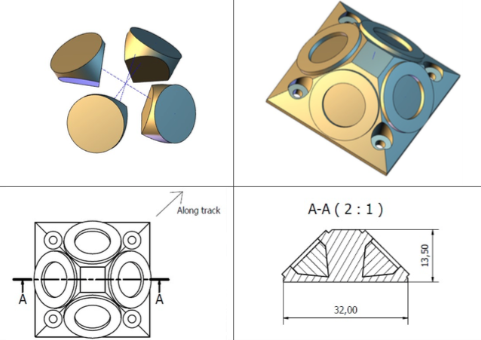 Along track
A
A
A-A ( 2 : 1 )
13,50
32,00